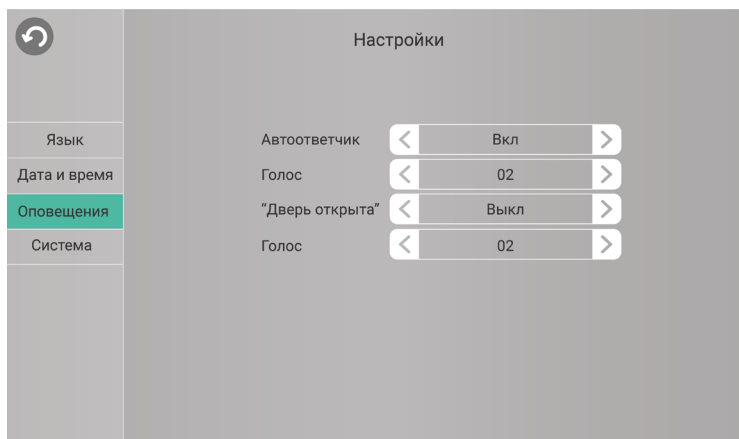 Настройки
Язык
Дата и время
Оповещения
Система
Автоответчик Вкл
Голос 02
“Дверь открыта” Выкл
Голос 02